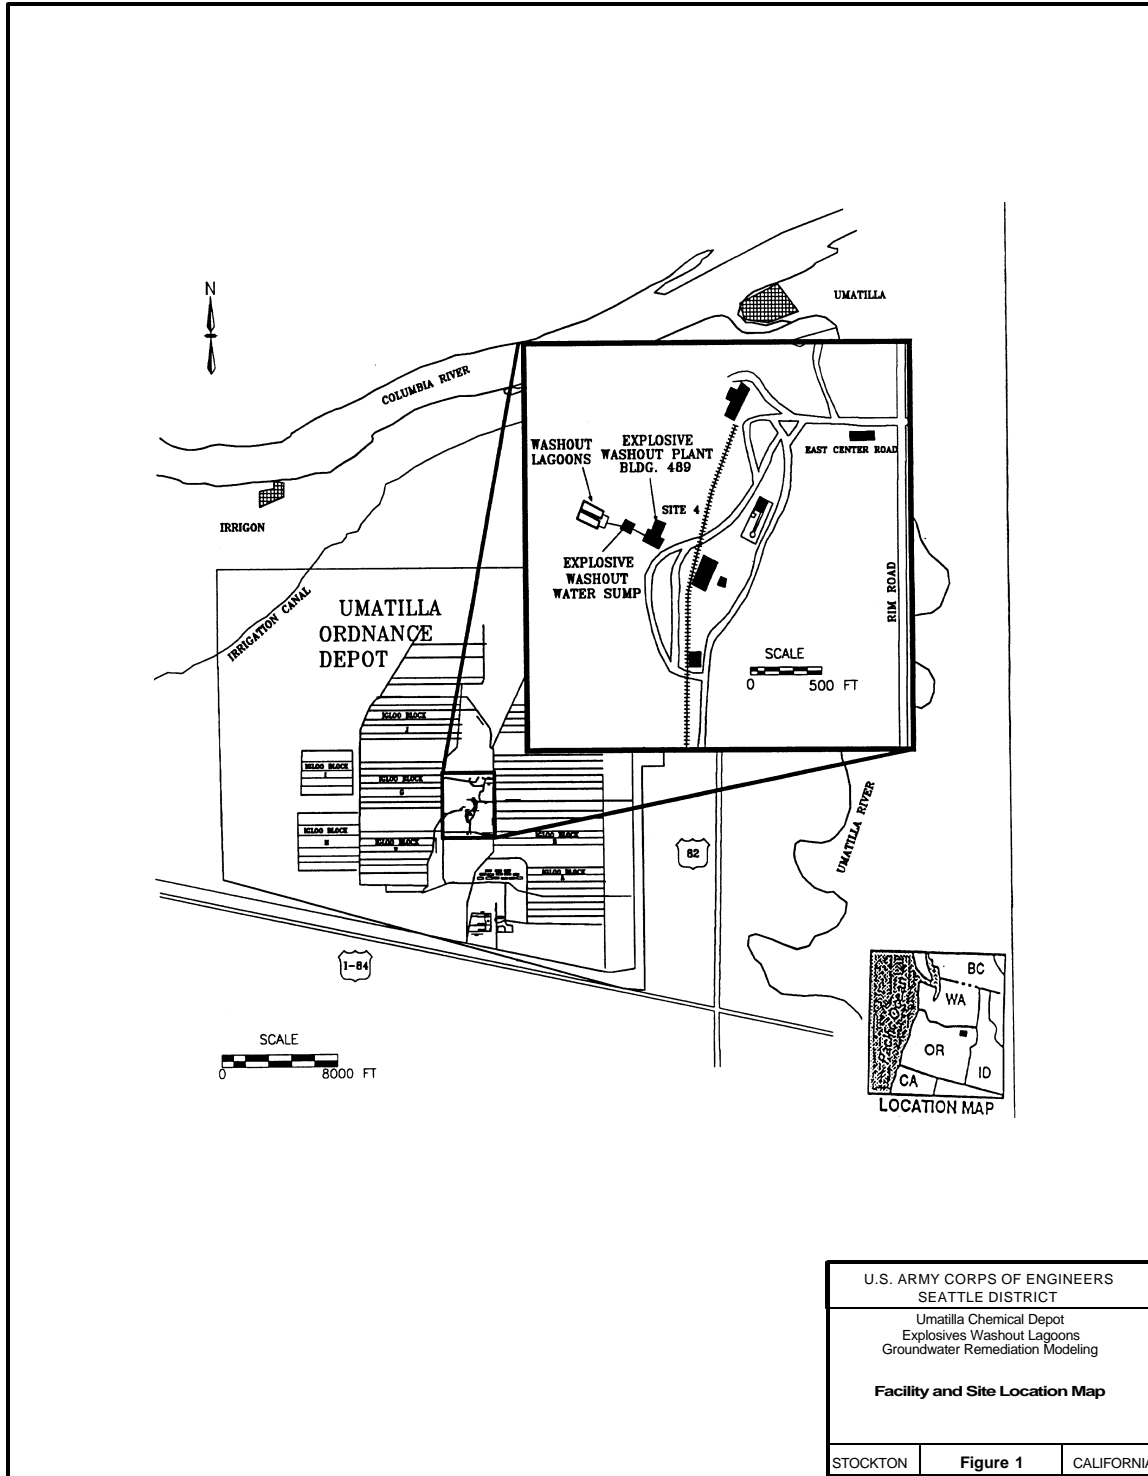 N
UMATILLA
COLUMBIA RIVER
IRRIGON
IRRIGATION CANAL
UMATILLA
ORDNANCE
DEPOT
WASHOUT
LAGOONS
EXPLOSIVE
WASHOUT PLANT
BLDG. 489
SITE 4
EXPLOSIVE
WASHOUT
WATER SUMP
EAST CENTER ROAD
RIM ROAD
SCALE
0 500 FT
IGLOO BLOCK
J
IGLOO BLOCK
I
IGLOO BLOCK
G
IGLOO BLOCK
IGLOO BLOCK
IGLOO BLOCK
IGLOO BLOCK
A
82
UMATILLA RIVER
I-84
SCALE
0 8000 FT
BC
WA
OR
ID
CA
LOCATION MAP
U.S. ARMY CORPS OF ENGINEERS
SEATTLE DISTRICT
Umatilla Chemical Depot
Explosives Washout Lagoons
Groundwater Remediation Modeling
Facility and Site Location Map
STOCKTON Figure 1 CALIFORNIA